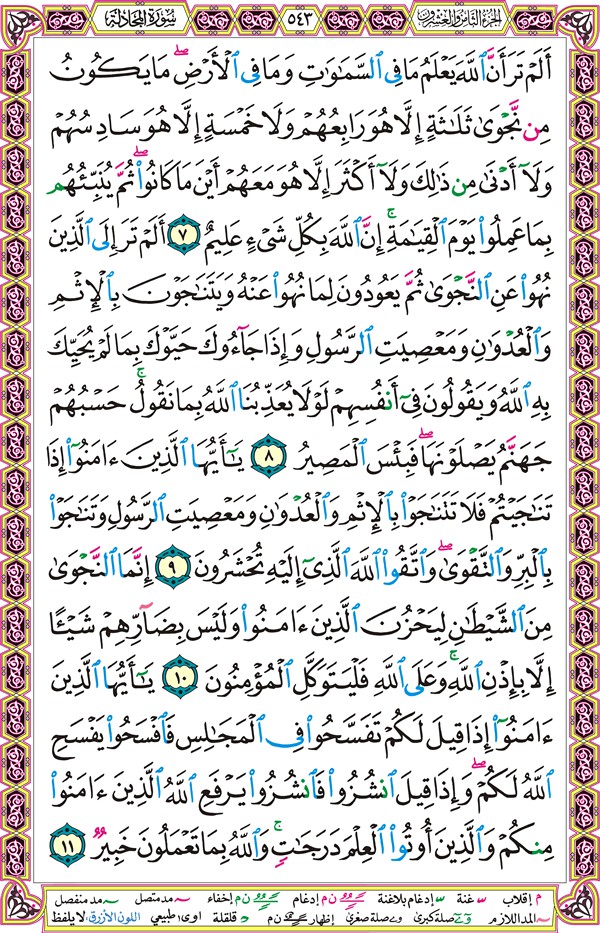 الجزء الثامن والعشرون ٥٤٣ سورة المجادلة
أَلَمْ تَرَ أَنَّ ٱللَّهَ يَعْلَمُ مَا فِى ٱلسَّمَٰوَٰتِ وَمَا فِى ٱلْأَرْضِ ۖ مَا يَكُونُ
مِن نَّجْوَىٰ ثَلَٰثَةٍ إِلَّا هُوَ رَابِعُهُمْ وَلَا خَمْسَةٍ إِلَّا هُوَ سَادِسُهُمْ
وَلَآ أَدْنَىٰ مِن ذَٰلِكَ وَلَآ أَكْثَرَ إِلَّا هُوَ مَعَهُمْ أَيْنَ مَا كَانُوا۟ ۖ ثُمَّ يُنَبِّئُهُم
بِمَا عَمِلُوا۟ يَوْمَ ٱلْقِيَٰمَةِ ۚ إِنَّ ٱللَّهَ بِكُلِّ شَىْءٍ عَلِيمٌ ٧ أَلَمْ تَرَ إِلَى ٱلَّذِينَ
نُهُوا۟ عَنِ ٱلنَّجْوَىٰ ثُمَّ يَعُودُونَ لِمَا نُهُوا۟ عَنْهُ وَيَتَنَٰجَوْنَ بِٱلْإِثْمِ
وَٱلْعُدْوَٰنِ وَمَعْصِيَتِ ٱلرَّسُولِ وَإِذَا جَآءُوكَ حَيَّوْكَ بِمَا لَمْ يُحَيِّكَ
بِهِ ٱللَّهُ وَيَقُولُونَ فِىٓ أَنفُسِهِمْ لَوْلَا يُعَذِّبُنَا ٱللَّهُ بِمَا نَقُولُ ۚ حَسْبُهُمْ
جَهَنَّمُ يَصْلَوْنَهَا ۖ فَبِئْسَ ٱلْمَصِيرُ ٨ يَٰٓأَيُّهَا ٱلَّذِينَ ءَامَنُوٓا۟ إِذَا
تَنَٰجَيْتُمْ فَلَا تَتَنَٰجَوْا۟ بِٱلْإِثْمِ وَٱلْعُدْوَٰنِ وَمَعْصِيَتِ ٱلرَّسُولِ وَتَنَٰجَوْا۟
بِٱلْبِرِّ وَٱلتَّقْوَىٰ ۖ وَٱتَّقُوا۟ ٱللَّهَ ٱلَّذِىٓ إِلَيْهِ تُحْشَرُونَ ٩ إِنَّمَا ٱلنَّجْوَىٰ
مِنَ ٱلشَّيْطَٰنِ لِيَحْزُنَ ٱلَّذِينَ ءَامَنُوا۟ وَلَيْسَ بِضَآرِّهِمْ شَيْـًٔا
إِلَّا بِإِذْنِ ٱللَّهِ ۚ وَعَلَى ٱللَّهِ فَلْيَتَوَكَّلِ ٱلْمُؤْمِنُونَ ١٠ يَٰٓأَيُّهَا ٱلَّذِينَ
ءَامَنُوٓا۟ إِذَا قِيلَ لَكُمْ تَفَسَّحُوا۟ فِى ٱلْمَجَٰلِسِ فَٱفْسَحُوا۟ يَفْسَحِ
ٱللَّهُ لَكُمْ ۖ وَإِذَا قِيلَ ٱنشُزُوا۟ فَٱنشُزُوا۟ يَرْفَعِ ٱللَّهُ ٱلَّذِينَ ءَامَنُوا۟
مِنكُمْ وَٱلَّذِينَ أُوتُوا۟ ٱلْعِلْمَ دَرَجَٰتٍ ۚ وَٱللَّهُ بِمَا تَعْمَلُونَ خَبِيرٌ ١١
م إقلاب غنة إدغام بلاغنة ن م إدغام ن م إخفاء مد متصل مد منفصل
المد اللازم صلة كبرى صلة صغرى إظهار ن م قلقلة اوى؛ طبيعي اللون الأزرق: لا يلفظ